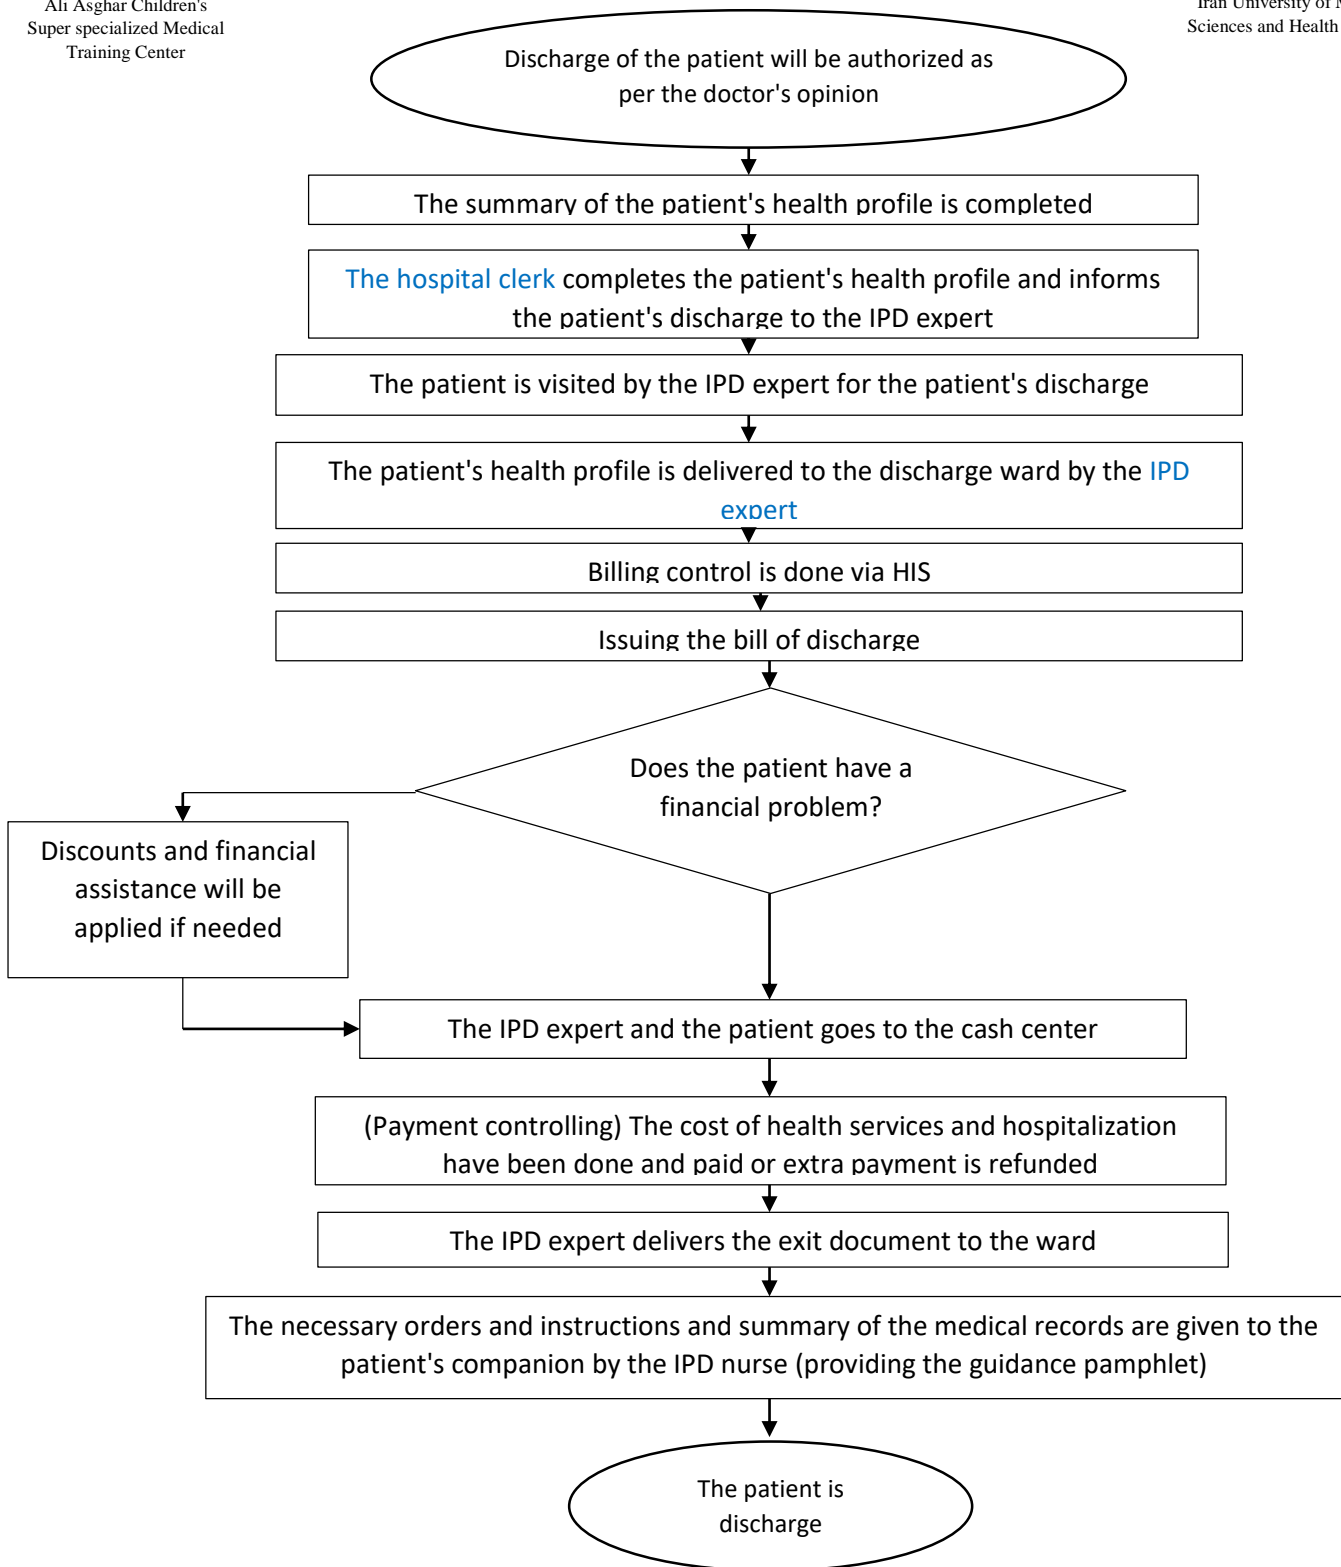 Ali Asghar Children's
Super specialized Medical
Training Center
Iran University of
Sciences and Health
Discharge of the patient will be authorized as
per the doctor's opinion
The summary of the patient's health profile is completed
The hospital clerk completes the patient's health profile and informs
the patient's discharge to the IPD expert
The patient is visited by the IPD expert for the patient's discharge
The patient's health profile is delivered to the discharge ward by the IPD
expert
Billing control is done via HIS
Issuing the bill of discharge
Does the patient have a
financial problem?
Discounts and financial
assistance will be
applied if needed
The IPD expert and the patient goes to the cash center
(Payment controlling) The cost of health services and hospitalization
have been done and paid or extra payment is refunded
The IPD expert delivers the exit document to the ward
The necessary orders and instructions and summary of the medical records are given to the
patient's companion by the IPD nurse (providing the guidance pamphlet)
The patient is
discharge